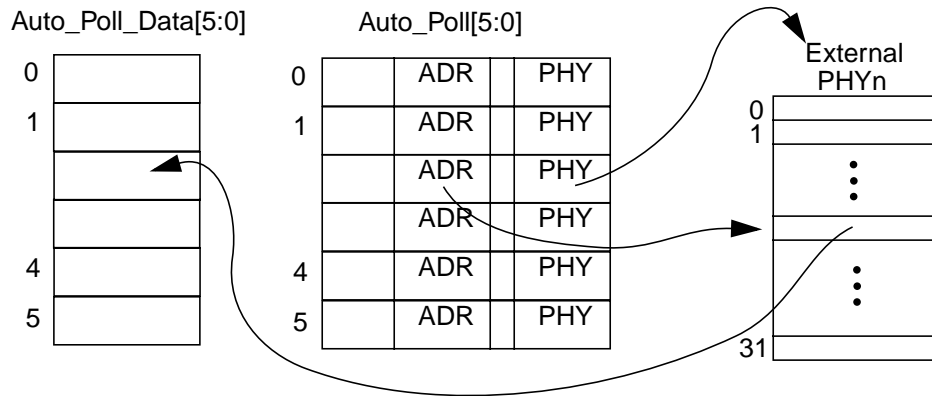 Auto_Poll_Data[5:0]
Auto_Poll[5:0]
External
PHYn
0
1
4
5
0 ADR PHY
1 ADR PHY
ADR PHY
ADR PHY
4 ADR PHY
5 ADR PHY
0
1
31